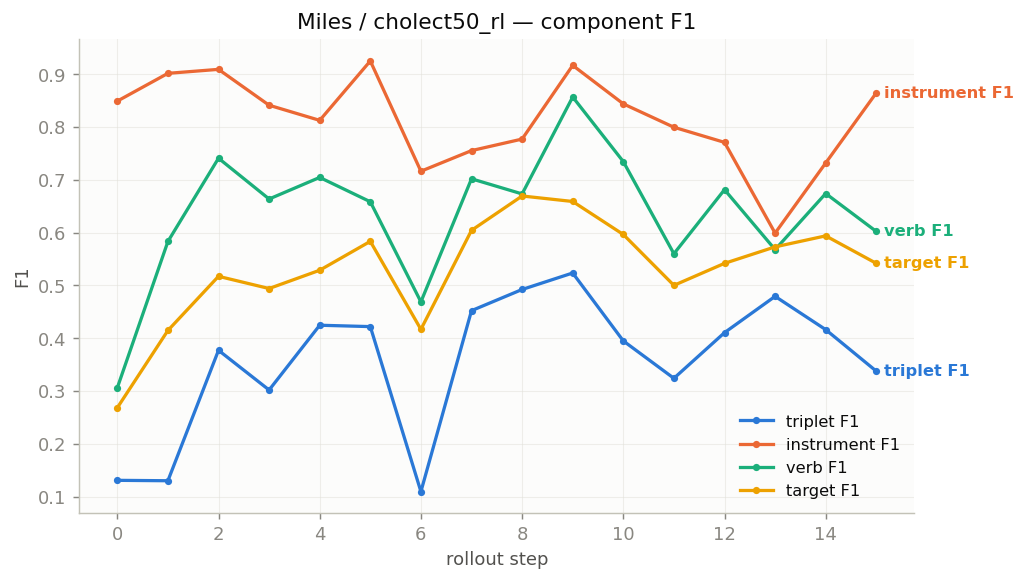 Miles / cholect50_rl — component F1
F1
0.9
0.8
0.7
0.6
0.5
0.4
0.3
0.2
0.1
0
2
4
6
8
10
12
14
rollout step
instrument F1
verb F1
target F1
triplet F1
triplet F1
instrument F1
verb F1
target F1